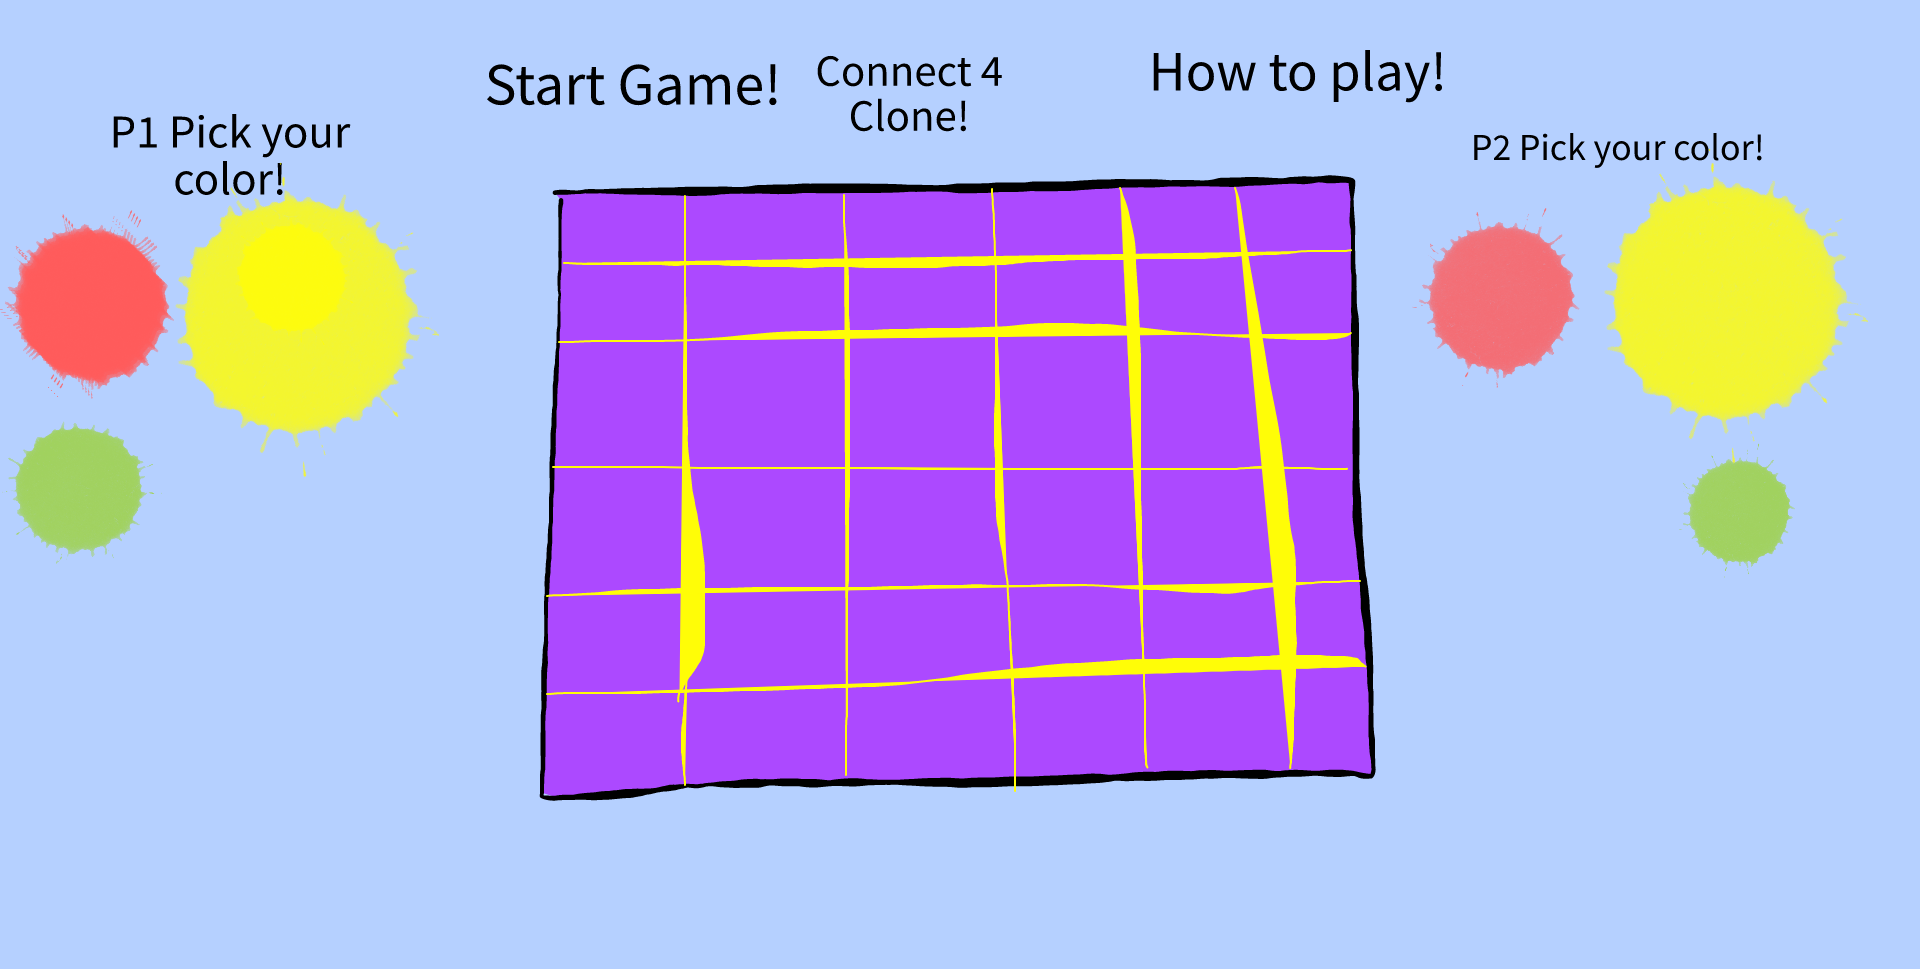 Start Game!
Connect 4
Clone!
How to play!
P1 Pick your
color!
P2 Pick your color!